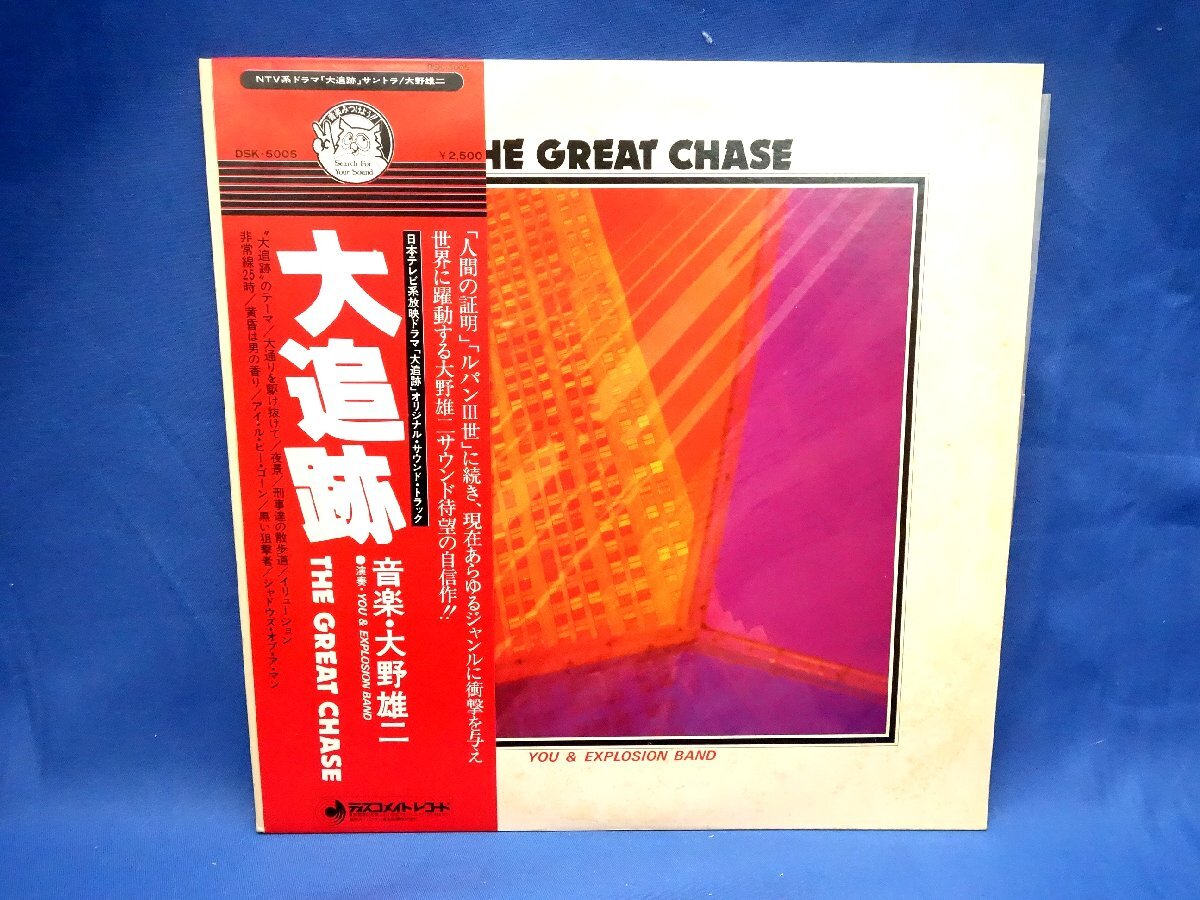 NTV系ドラマ「大追跡」サントラ/大野雄二
DSK-5005
Search For
Your Sound
¥2,500
THE GREAT CHASE
「人間の証明」「ルパンIII世」に続き、現在あらゆるジャンルに衝撃を与え
世界に躍動する大野雄二サウンド待望の自信作!!
日本テレビ系放映ドラマ「大追跡」オリジナル・サウンド・トラック
大追跡
THE GREAT CHASE
音楽・大野雄二
●演奏・YOU & EXPLOSION BAND
"大追跡"のテーマ/大通りを駆け抜けて/夜景/刑事達の散歩道/イリュージョン
非常線25時/黄昏は男の香り/アイ・ル・ビー・ゴーン/黒い狙撃者/シャドウズ・オブ・ア・マン
ディスコメイトレコード
YOU & EXPLOSION BAND